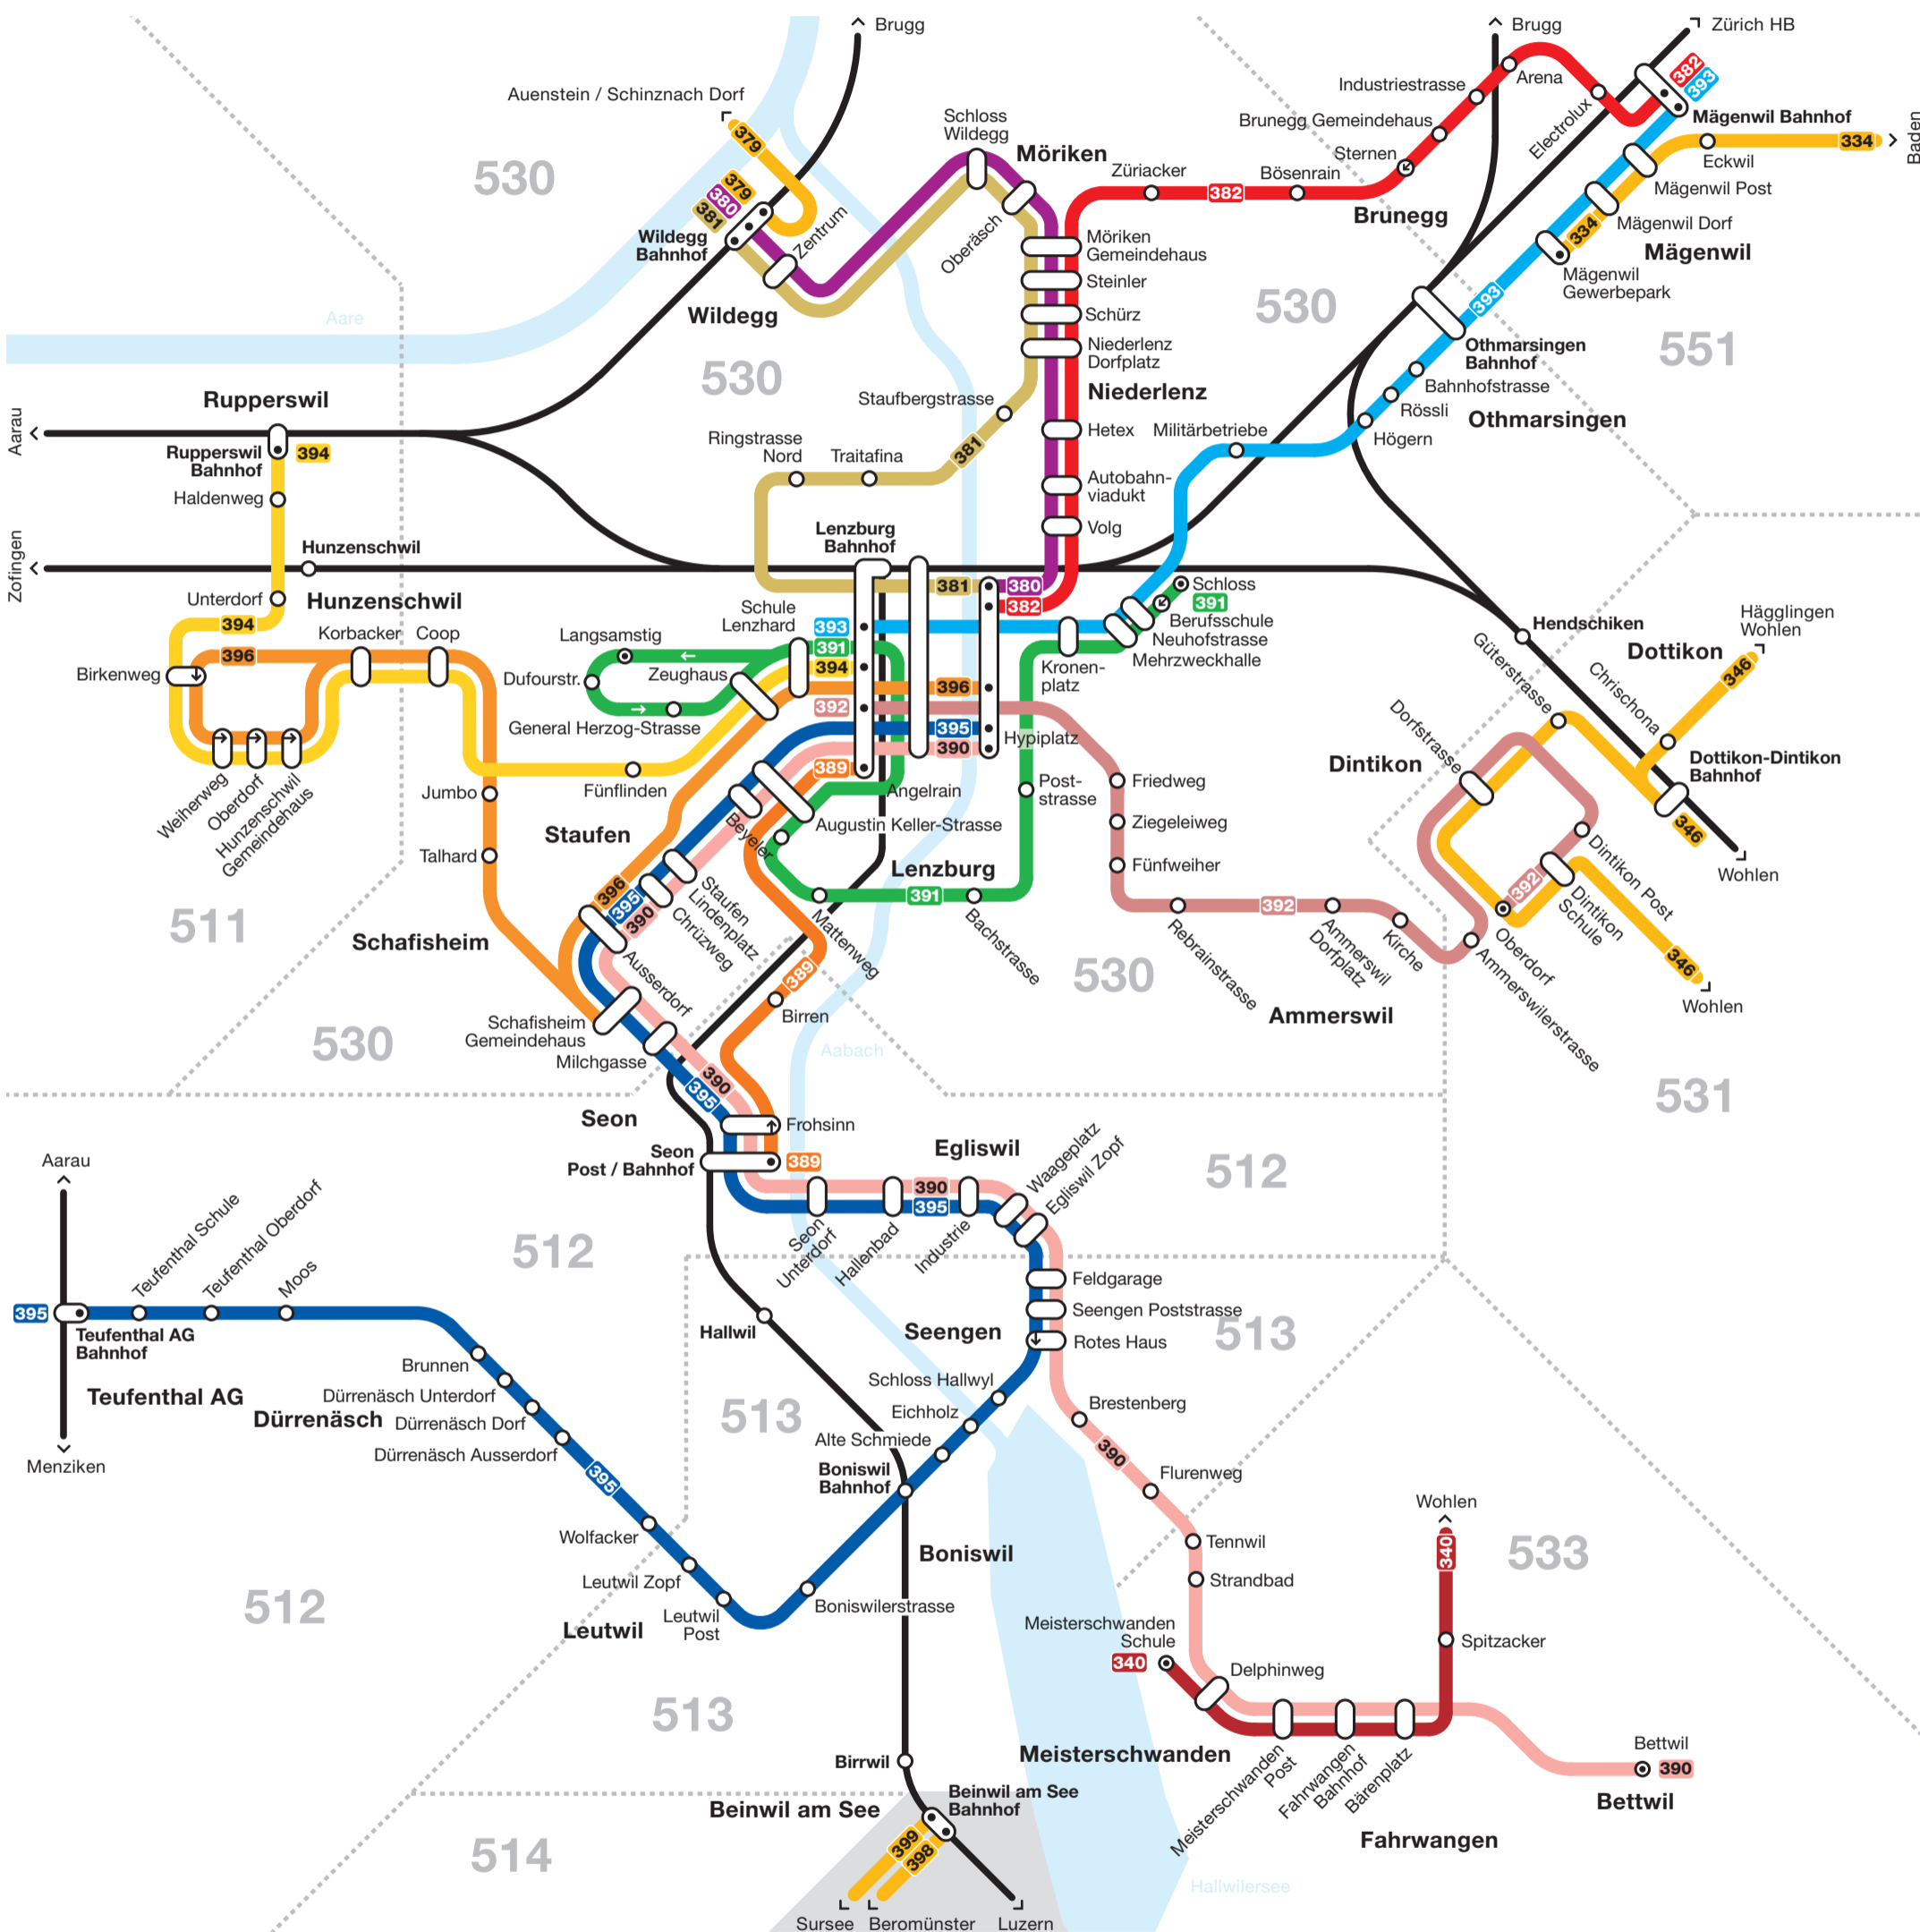 Brugg
Brugg
Zürich HB
Auenstein / Schinznach Dorf
379
530
379
380
381
Wildegg
Bahnhof
Zentrum
Wildegg
Schloss
Wildegg
Möriken
Oberäsch
Züriacker
382
Bösenrain
Brunegg
Sternen
Brunegg Gemeindehaus
Industriestrasse
Arena
Electrolux
382
393
Mägenwil Bahnhof
334
Baden
Eckwil
Mägenwil Post
Mägenwil Dorf
334
Mägenwil
Mägenwil
Gewerbepark
530
393
551
Möriken
Gemeindehaus
Steinler
Schürz
Niederlenz
Dorfplatz
Niederlenz
Aare
530
Othmarsingen
Bahnhof
Bahnhofstrasse
Rössli
Othmarsingen
Högern
Militärbetriebe
Staufbergstrasse
381
Ringstrasse
Nord
Traitafina
Hetex
Autobahn-
viadukt
Volg
Rupperswil
Aarau
Rupperswil
Bahnhof
394
Haldenweg
Zofingen
Hunzenschwil
Unterdorf
Hunzenschwil
394
396
Korbacker
Coop
Birkenweg
Weiherweg
Oberdorf
Hunzenschwil
Gemeindehaus
Jumbo
Talhard
511
Lenzburg
Bahnhof
381
380
382
Schule
Lenzhard
393
391
394
396
392
395
390
389
Langsamstig
Dufourstr.
Zeughaus
General Herzog-Strasse
Fünflinden
Hypiplatz
Angelrain
Augustin Keller-Strasse
Beyeler
Schloss
391
Berufsschule
Neuhofstrasse
Mehrzweckhalle
Kronen-
platz
Post-
strasse
Friedweg
Ziegeleiweg
Fünfweiher
Lenzburg
391
Mattenweg
Bachstrasse
Rebrainstrasse
392
Ammerswil
Dorfplatz
Kirche
Ammerswil
530
Hendschiken
Hägglingen
Wohlen
Dottikon
346
Güterstrasse
Chrischona
Dottikon-Dintikon
Bahnhof
346
Wohlen
Dintikon
Dorfstrasse
Dintikon Post
392
Dintikon
Schule
Oberdorf
Ammerswilerstrasse
346
Wohlen
531
Staufen
Staufen
Lindenplatz
Chrüzweg
396
395
390
Schafisheim
Ausserdorf
Schafisheim
Gemeindehaus
Milchgasse
530
389
Birren
Aabach
390
395
Seon
Frohsinn
Seon
Post / Bahnhof
389
Egliswil
Waageplatz
Egliswil Zopf
390
395
Seon
Unterdorf
Hallenbad
Industrie
512
512
Aarau
Teufenthal Schule
Teufenthal Oberdorf
Moos
395
Teufenthal AG
Bahnhof
Teufenthal AG
Menziken
Brunnen
Dürrenäsch Unterdorf
Dürrenäsch
Dürrenäsch Dorf
Dürrenäsch Ausserdorf
395
Wolfacker
Leutwil Zopf
Leutwil
Post
Leutwil
512
Hallwil
513
Feldgarage
Seengen Poststrasse
Seengen
Rotes Haus
513
Schloss Hallwyl
Eichholz
Alte Schmiede
Boniswil
Bahnhof
Boniswil
Boniswilerstrasse
513
Brestenberg
390
Flurenweg
Tennwil
Strandbad
Wohlen
340
533
Meisterschwanden
Schule
340
Delphinweg
Spitzacker
Meisterschwanden
Meisterschwanden
Post
Fahrwangen
Bahnhof
Bärenplatz
Fahrwangen
Bettwil
390
Bettwil
Birrwil
Beinwil am See
Bahnhof
Beinwil am See
399
398
514
Sursee
Beromünster
Luzern
Hallwilersee